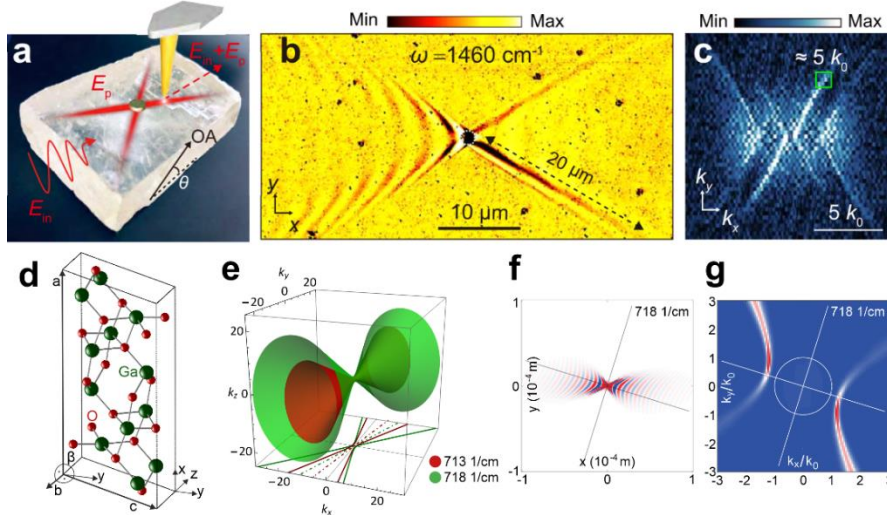 Min Max
Min Max
a
E_in+E_p
E_p
OA
θ
E_in
b
ω=1460 cm⁻¹
20 μm
y
x
10 μm
c
≈ 5 k₀
k_y
k_x
5 k₀
d
a
Ga
O
β
b
y
c
x
z
y
e
k_y
-20 0 20
20
0
k_z
-20
-20 0 20
k_x
713 1/cm
718 1/cm
f
1
718 1/cm
y (10⁻⁴ m)
0
-1
x (10⁻⁴ m)
-1 0 1
g
3
718 1/cm
2
1
k_y/k₀
0
-1
-2
k_x/k₀
-3
-3 -2 -1 0 1 2 3